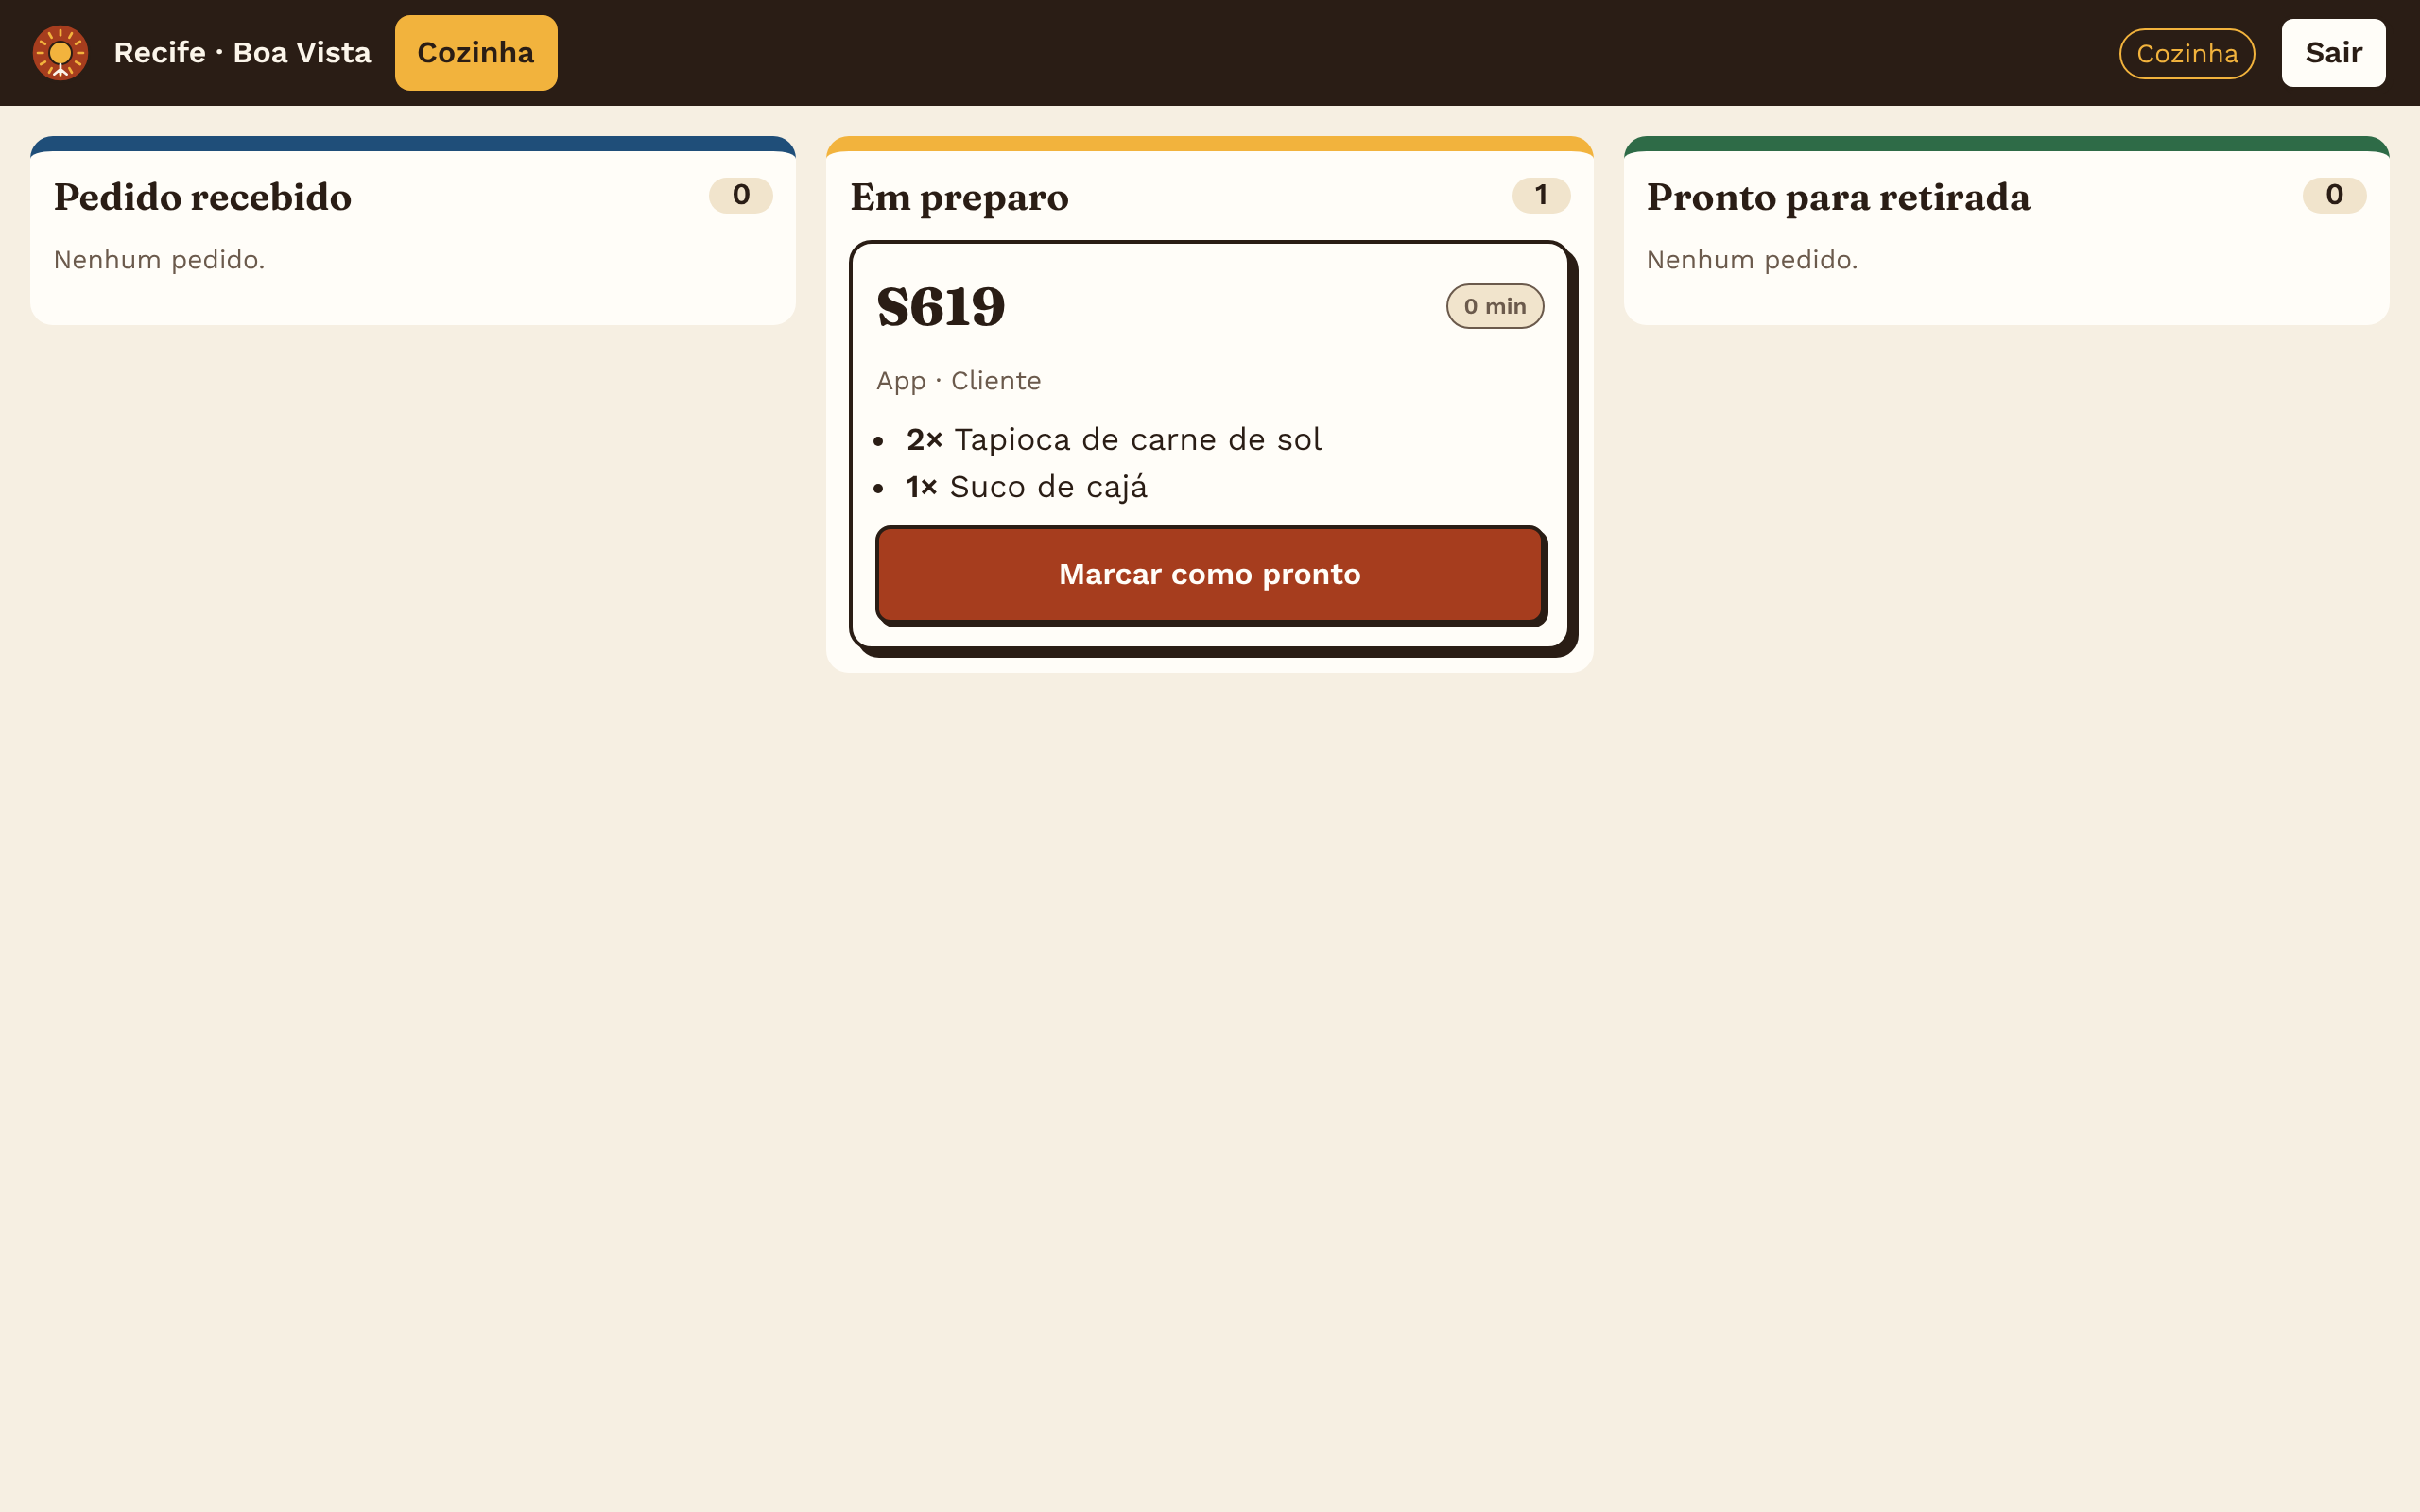 Recife · Boa Vista
Cozinha
Cozinha
Sair
Pedido recebido
0
Nenhum pedido.
Em preparo
1
S619
0 min
App · Cliente
• 2× Tapioca de carne de sol
• 1× Suco de cajá
Marcar como pronto
Pronto para retirada
0
Nenhum pedido.